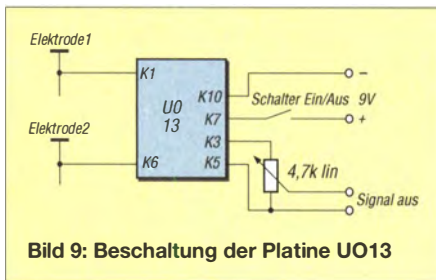 Elektrode1
K1
K10
–
U0
13
K7
Schalter Ein/Aus 9V
+
Elektrode2
K3
K6
K5
4,7k lin
Signal aus
Bild 9: Beschaltung der Platine UO13